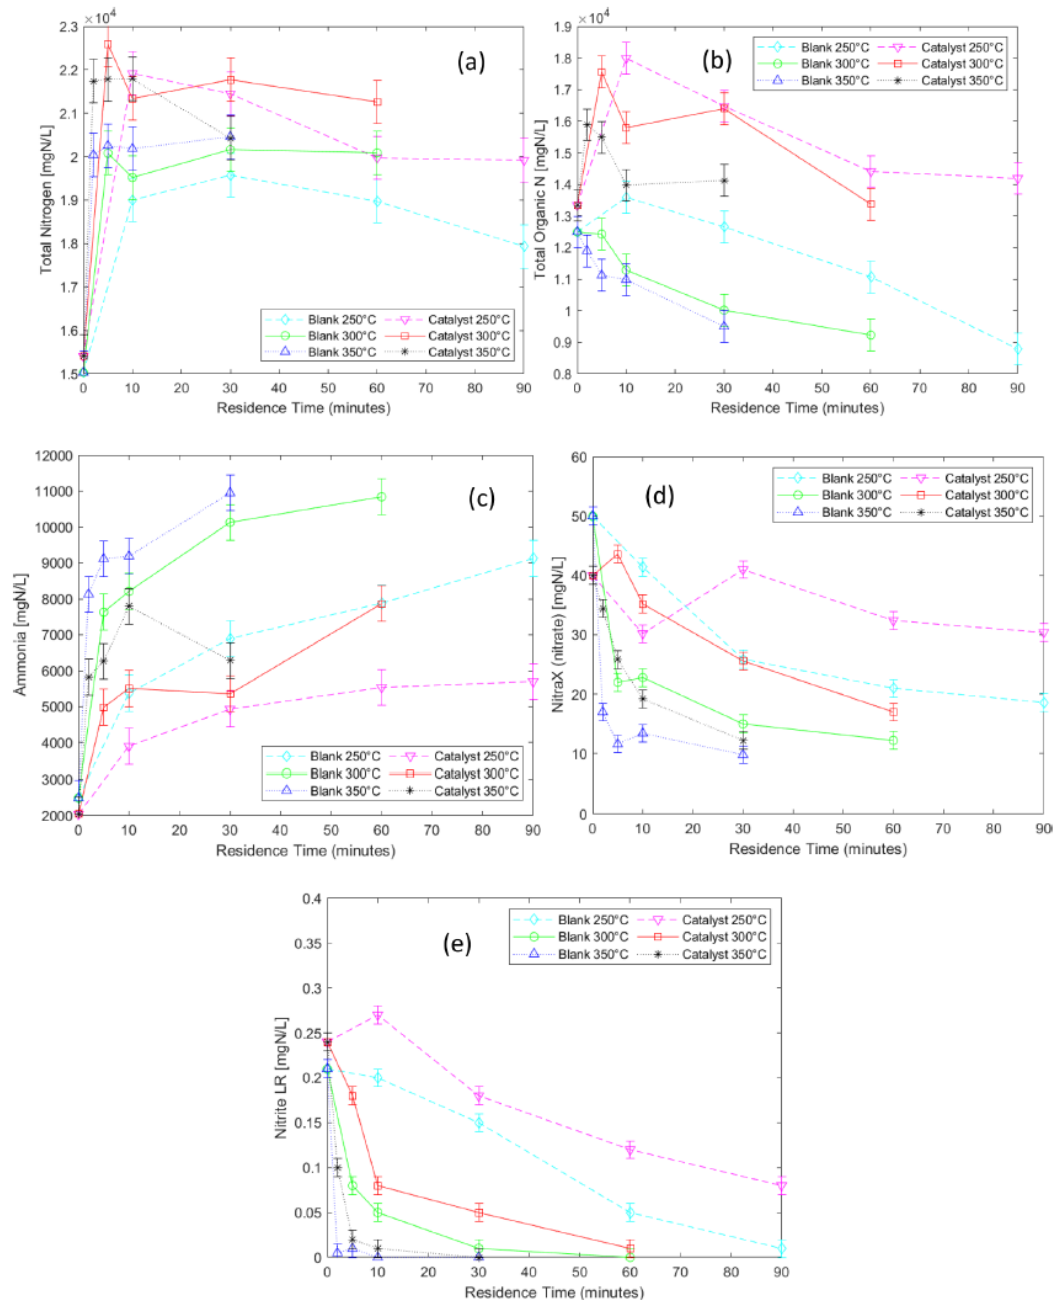 ×10⁴
2.3
2.2
2.1
2
1.9
1.8
1.7
1.6
1.5
Total Nitrogen [mgN/L]
(a)
Blank 250°C
Blank 300°C
Blank 350°C
Catalyst 250°C
Catalyst 300°C
Catalyst 350°C
0 10 20 30 40 50 60 70 80 90
Residence Time (minutes)
×10⁴
1.9
1.8
1.7
1.6
1.5
1.4
1.3
1.2
1.1
1
0.9
0.8
Total Organic N [mgN/L]
(b)
Blank 250°C
Blank 300°C
Blank 350°C
Catalyst 250°C
Catalyst 300°C
Catalyst 350°C
0 10 20 30 40 50 60 70 80 90
Residence Time (minutes)
12000
11000
10000
9000
8000
7000
6000
5000
4000
3000
2000
Ammonia [mgN/L]
(c)
Blank 250°C
Blank 300°C
Blank 350°C
Catalyst 250°C
Catalyst 300°C
Catalyst 350°C
0 10 20 30 40 50 60 70 80 90
Residence Time (minutes)
60
50
40
30
20
10
0
NitraX (nitrate) [mgN/L]
(d)
Blank 250°C
Blank 300°C
Blank 350°C
Catalyst 250°C
Catalyst 300°C
Catalyst 350°C
0 10 20 30 40 50 60 70 80 90
Residence Time (minutes)
0.4
0.35
0.3
0.25
0.2
0.15
0.1
0.05
0
Nitrite LR [mgN/L]
(e)
Blank 250°C
Blank 300°C
Blank 350°C
Catalyst 250°C
Catalyst 300°C
Catalyst 350°C
0 10 20 30 40 50 60 70 80 90
Residence Time (minutes)